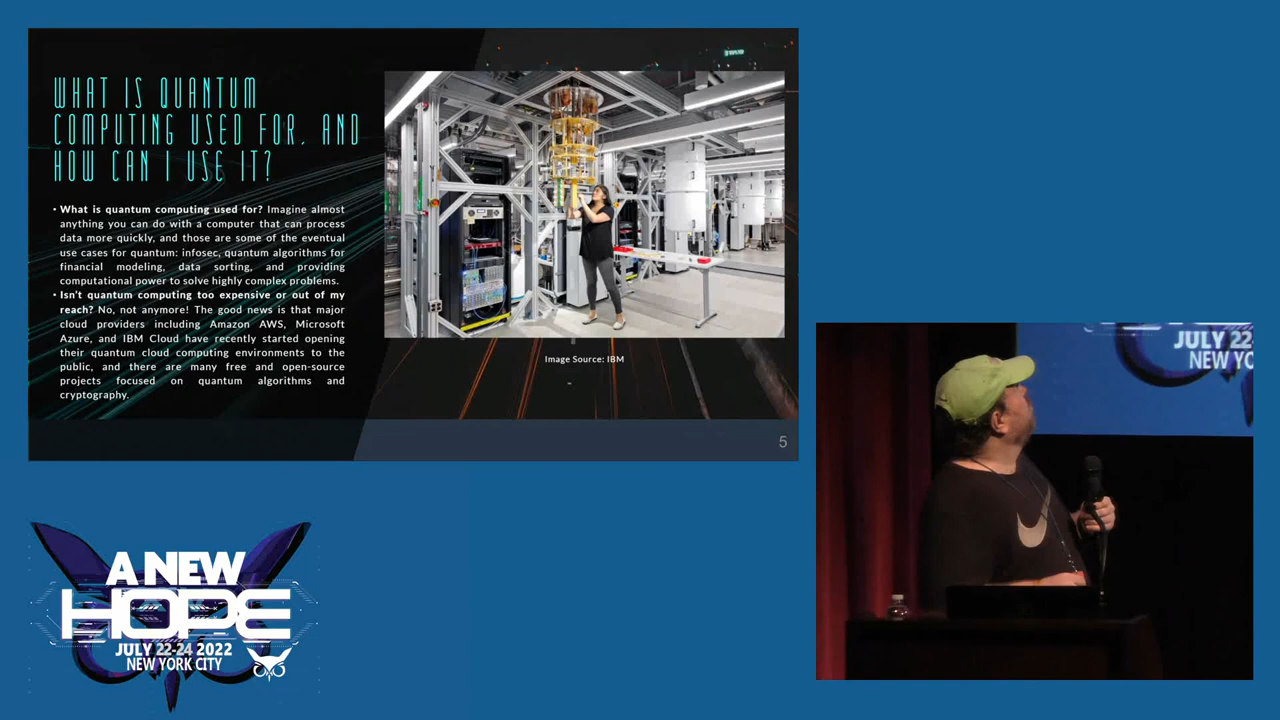 WHAT IS QUANTUM
COMPUTING USED FOR, AND
HOW CAN I USE IT?
• What is quantum computing used for? Imagine almost
anything you can do with a computer that can process
data more quickly, and those are some of the eventual
use cases for quantum: infosec, quantum algorithms for
financial modeling, data sorting, and providing
computational power to solve highly complex problems.
• Isn't quantum computing too expensive or out of my
reach? No, not anymore! The good news is that major
cloud providers including Amazon AWS, Microsoft
Azure, and IBM Cloud have recently started opening
their quantum cloud computing environments to the
public, and there are many free and open-source
projects focused on quantum algorithms and
cryptography.
Image Source: IBM
5
JULY 22
NEW YO
A NEW
HOPE
JULY 22-24 2022
NEW YORK CITY